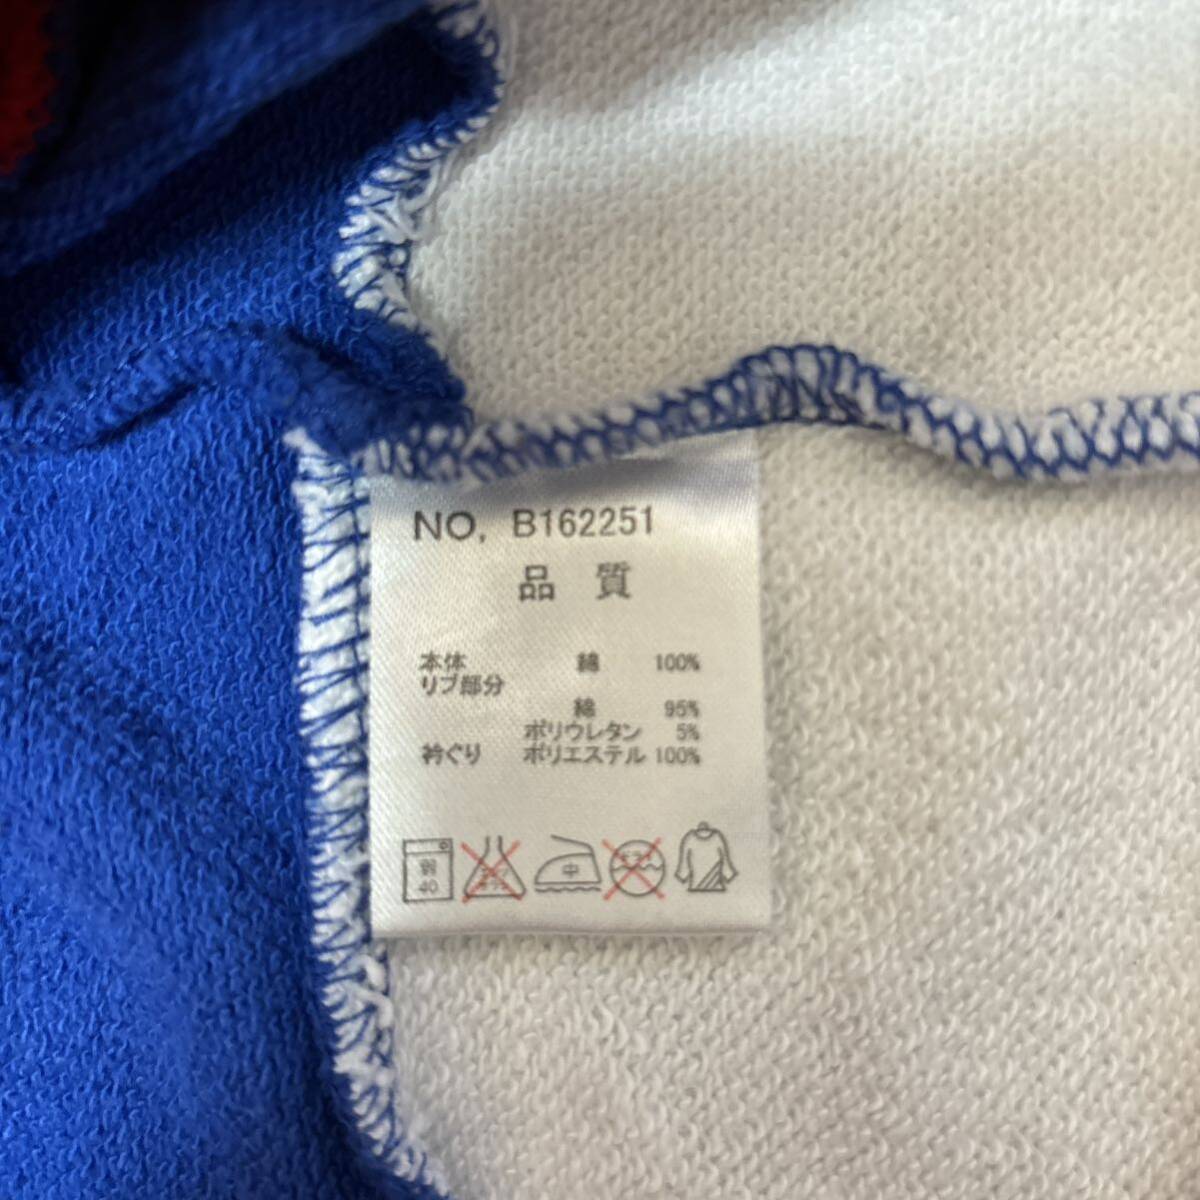 NO. B162251
品 質
本体 綿 100%
リブ部分
綿 95%
ポリウレタン 5%
衿ぐり ポリエステル 100%
弱
40
中